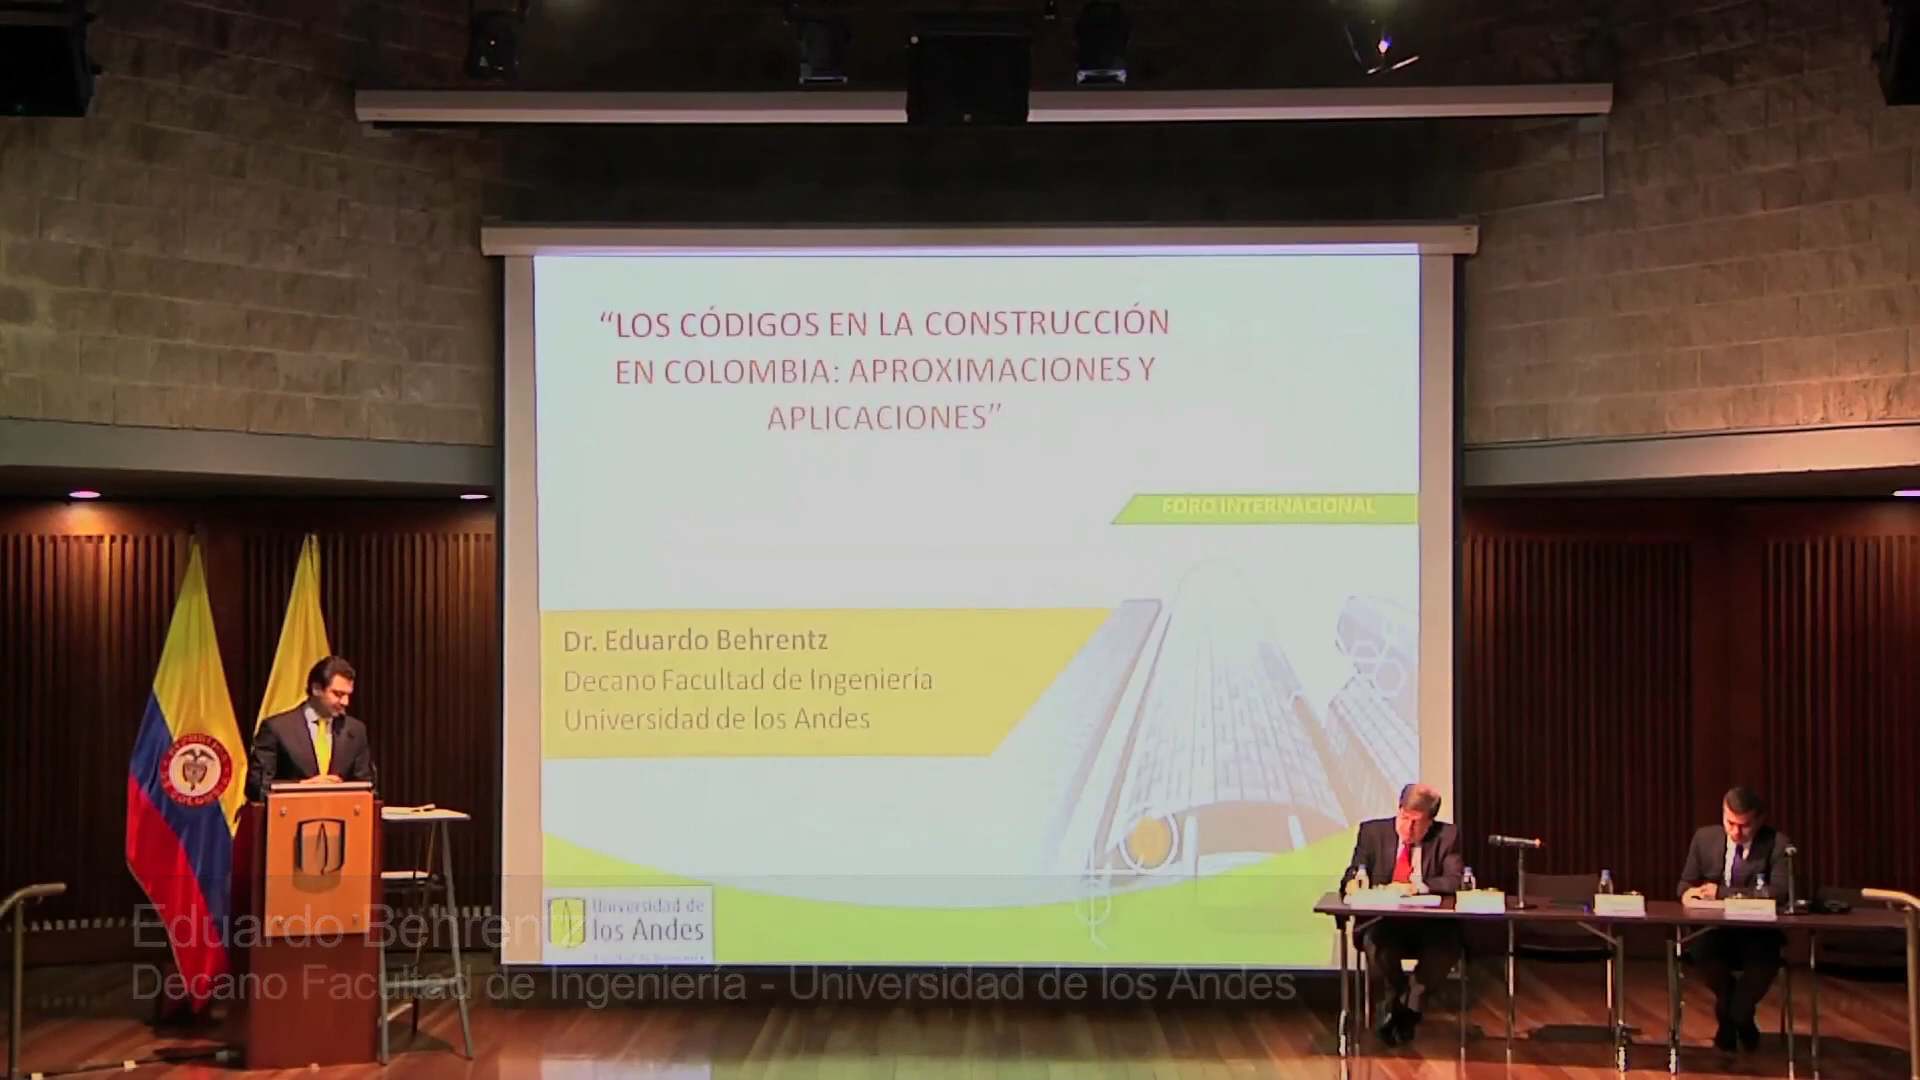 “LOS CÓDIGOS EN LA CONSTRUCCIÓN
EN COLOMBIA: APROXIMACIONES Y
APLICACIONES”
FORO INTERNACIONAL
Dr. Eduardo Behrentz
Decano Facultad de Ingeniería
Universidad de los Andes
Universidad de
los Andes
Eduardo Behrentz
Decano Facultad de Ingeniería - Universidad de los Andes